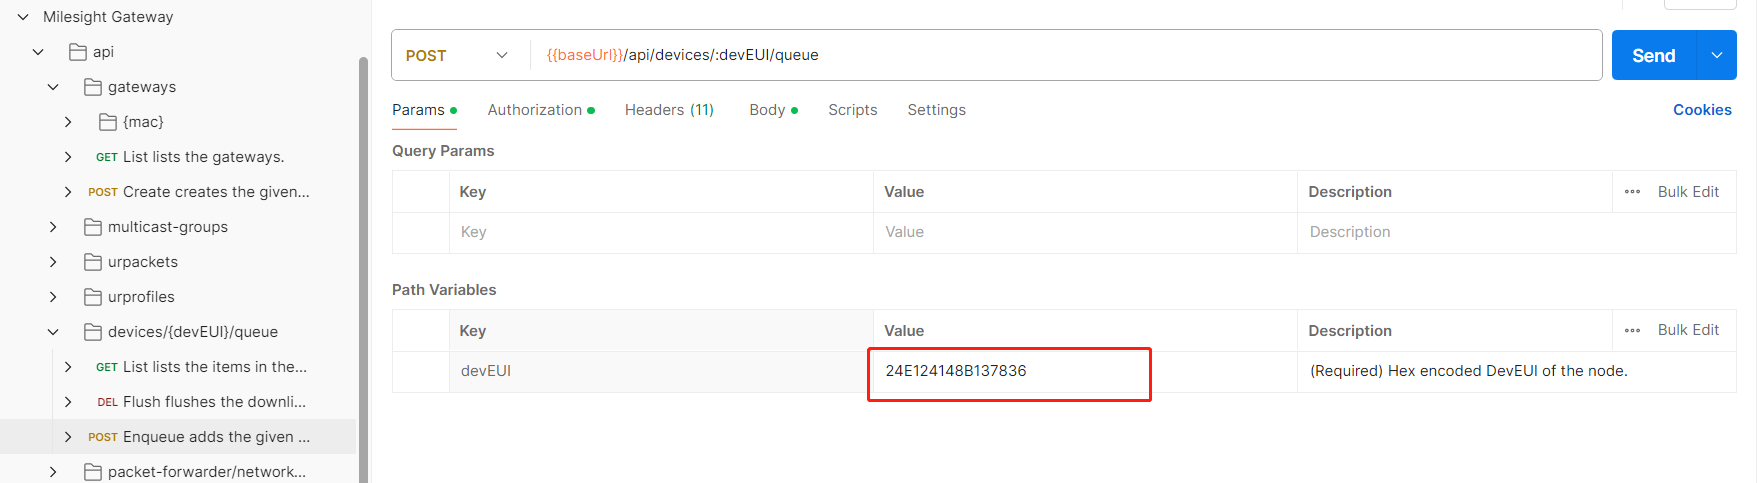 Milesight Gateway
api
gateways
{mac}
GET List lists the gateways.
POST Create creates the given...
multicast-groups
urpackets
urprofiles
devices/{devEUI}/queue
GET List lists the items in the...
DEL Flush flushes the downli...
POST Enqueue adds the given ...
packet-forwarder/network...
POST {{baseUrl}}/api/devices/:devEUI/queue Send
Params Authorization Headers (11) Body Scripts Settings Cookies
Query Params
Key Value Description ••• Bulk Edit
Key Value Description
Path Variables
Key Value Description ••• Bulk Edit
devEUI 24E124148B137836 (Required) Hex encoded DevEUI of the node.